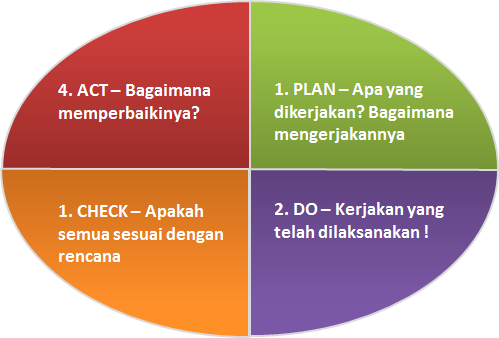 4. ACT – Bagaimana
memperbaikinya?
1. PLAN – Apa yang
dikerjakan? Bagaimana
mengerjakannya
1. CHECK – Apakah
semua sesuai dengan
rencana
2. DO – Kerjakan yang
telah dilaksanakan !